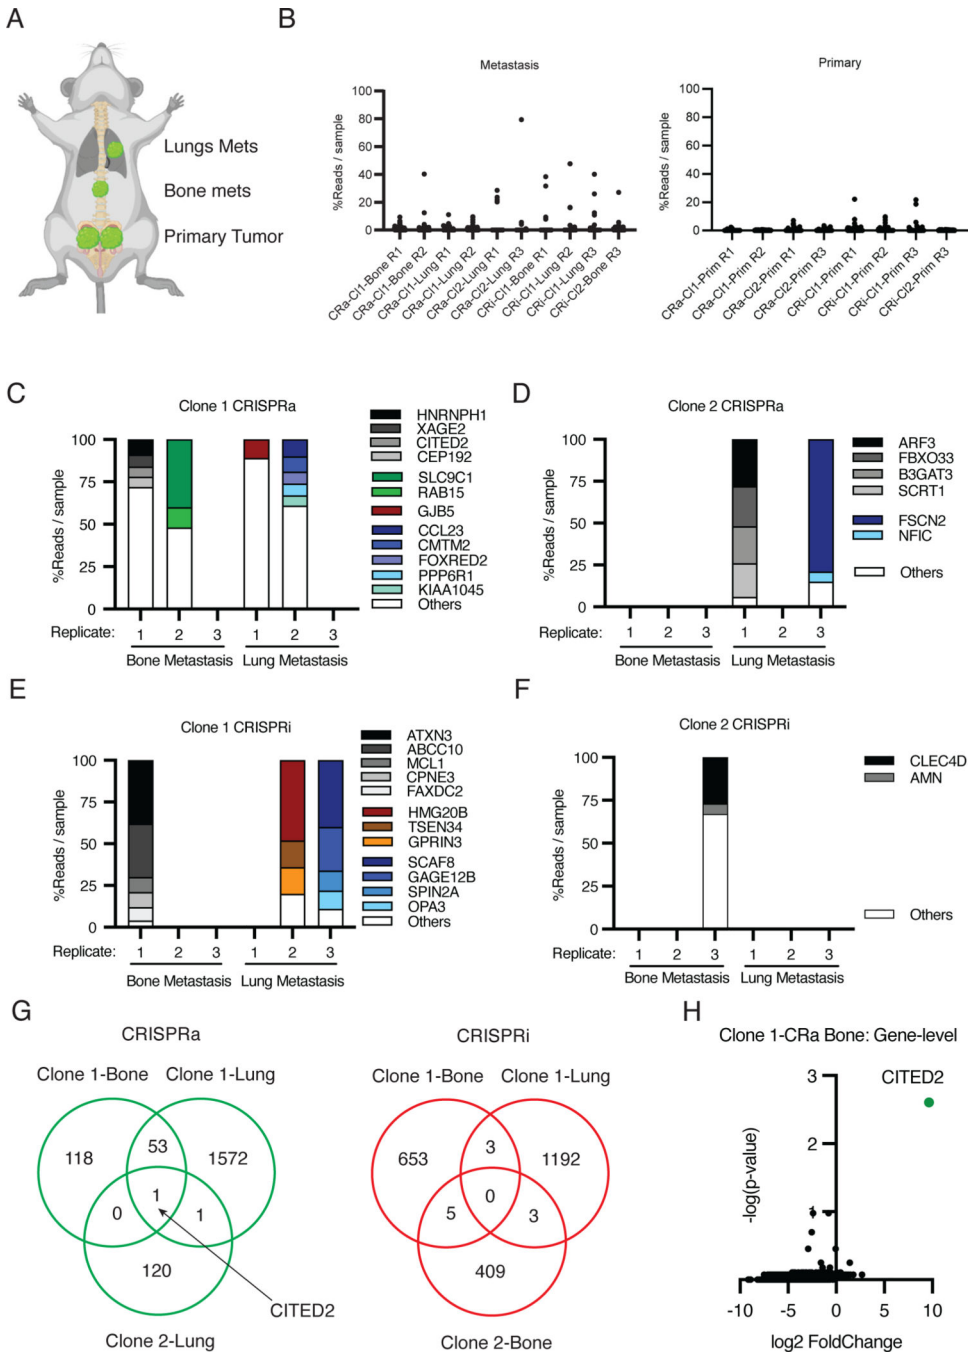 A
Lungs Mets
Bone mets
Primary Tumor
B
Metastasis
%Reads / sample
100
80
60
40
20
0
CRa-Cl1-Bone R1
CRa-Cl1-Bone R2
CRa-Cl1-Lung R1
CRa-Cl1-Lung R2
CRa-Cl2-Lung R1
CRa-Cl2-Lung R3
CRi-Cl1-Bone R1
CRi-Cl1-Lung R2
CRi-Cl1-Lung R3
CRi-Cl2-Bone R3
Primary
%Reads / sample
100
80
60
40
20
0
CRa-Cl1-Prim R1
CRa-Cl1-Prim R2
CRa-Cl2-Prim R1
CRa-Cl2-Prim R3
CRi-Cl1-Prim R1
CRi-Cl1-Prim R2
CRi-Cl1-Prim R3
CRi-Cl2-Prim R3
C
Clone 1 CRISPRa
%Reads / sample
100
75
50
25
0
Replicate: 1 2 3 1 2 3
Bone Metastasis Lung Metastasis
HNRNPH1
XAGE2
CITED2
CEP192
SLC9C1
RAB15
GJB5
CCL23
CMTM2
FOXRED2
PPP6R1
KIAA1045
Others
D
Clone 2 CRISPRa
%Reads / sample
100
75
50
25
0
Replicate: 1 2 3 1 2 3
Bone Metastasis Lung Metastasis
ARF3
FBXO33
B3GAT3
SCRT1
FSCN2
NFIC
Others
E
Clone 1 CRISPRi
%Reads / sample
100
75
50
25
0
Replicate: 1 2 3 1 2 3
Bone Metastasis Lung Metastasis
ATXN3
ABCC10
MCL1
CPNE3
FAXDC2
HMG20B
TSEN34
GPRIN3
SCAF8
GAGE12B
SPIN2A
OPA3
Others
F
Clone 2 CRISPRi
%Reads / sample
100
75
50
25
0
Replicate: 1 2 3 1 2 3
Bone Metastasis Lung Metastasis
CLEC4D
AMN
Others
G
CRISPRa
Clone 1-Bone Clone 1-Lung
118 53 1572
0 1 1
120
CITED2
Clone 2-Lung
CRISPRi
Clone 1-Bone Clone 1-Lung
653 3 1192
5 0 3
409
Clone 2-Bone
H
Clone 1-CRa Bone: Gene-level
CITED2
-log(p-value)
3
2
1
0
-10 -5 0 5 10
log2 FoldChange